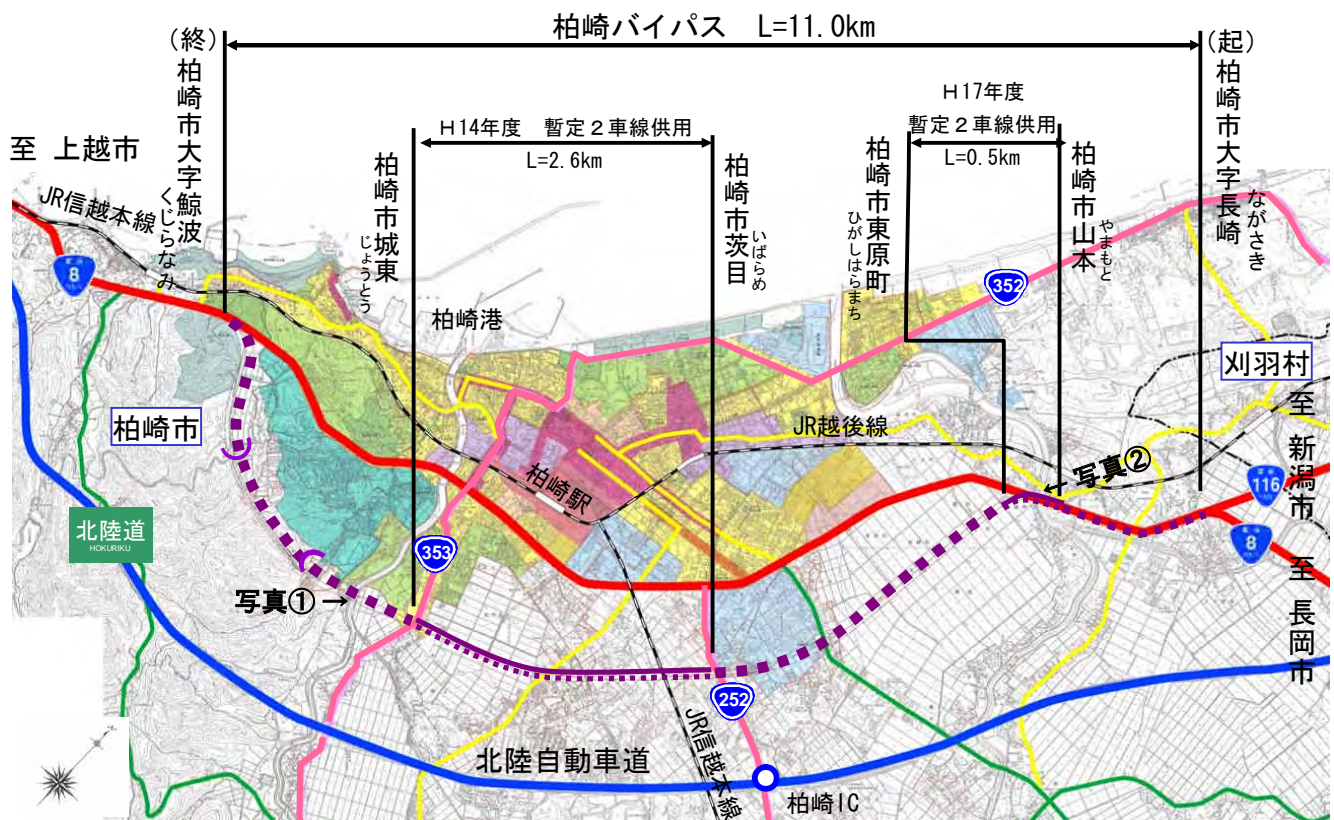 柏崎バイパス L=11.0km
(終)
(起)
柏崎市大字鯨波
くじらなみ
柏崎市大字長崎
ながさき
H14年度 暫定2車線供用
L=2.6km
H17年度
暫定2車線供用
L=0.5km
至 上越市
柏崎市城東
じょうとう
柏崎市茨目
いばらめ
柏崎市東原町
ひがしはらまち
柏崎市山本
やまもと
JR信越本線
8
柏崎港
352
刈羽村
柏崎市
JR越後線
柏崎駅
写真②
116
至 新潟市
北陸道
HOKURIKU
353
8
写真①→
至 長岡市
252
JR信越本線
北陸自動車道
柏崎IC